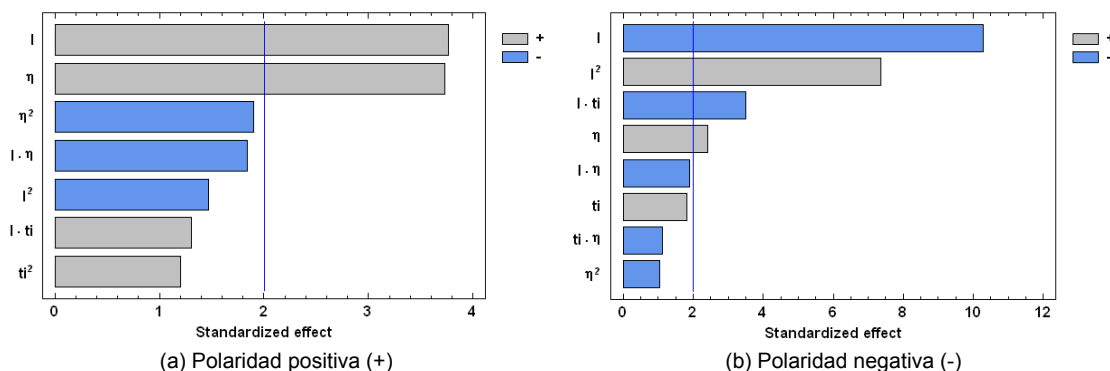 I
η
η²
I · η
I²
I · ti
ti²
0 1 2 3 4
Standardized effect
+
-
(a) Polaridad positiva (+)
I
I²
I · ti
η
I · η
ti
ti · η
η²
0 2 4 6 8 10 12
Standardized effect
+
-
(b) Polaridad negativa (-)